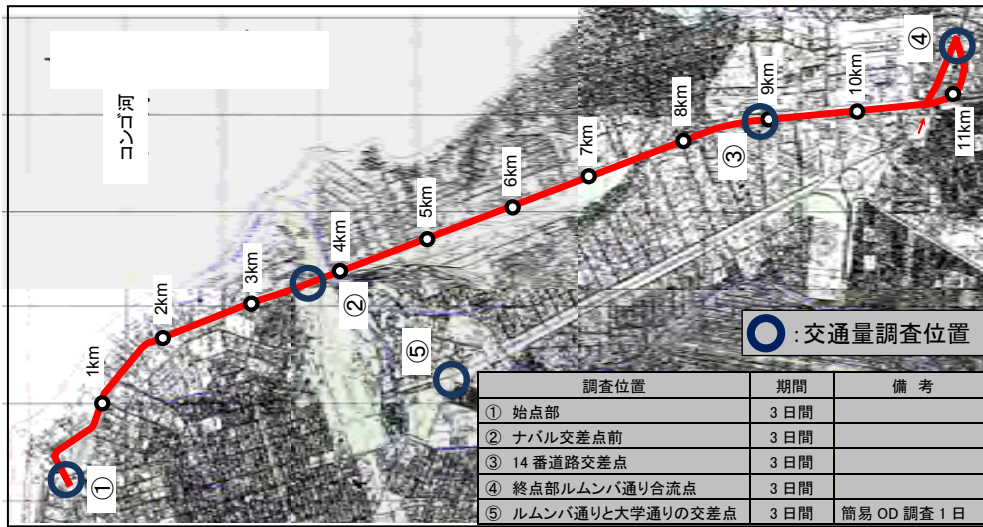 コンゴ河
①
1km
2km
3km
②
4km
5km
6km
7km
8km
③
9km
10km
④
11km
⑤
:交通量調査位置
調査位置 期間 備 考
① 始点部 3 日間
② ナバル交差点前 3 日間
③ 14 番道路交差点 3 日間
④ 終点部ルムンバ通り合流点 3 日間
⑤ ルムンバ通りと大学通りの交差点 3 日間 簡易 OD 調査 1 日